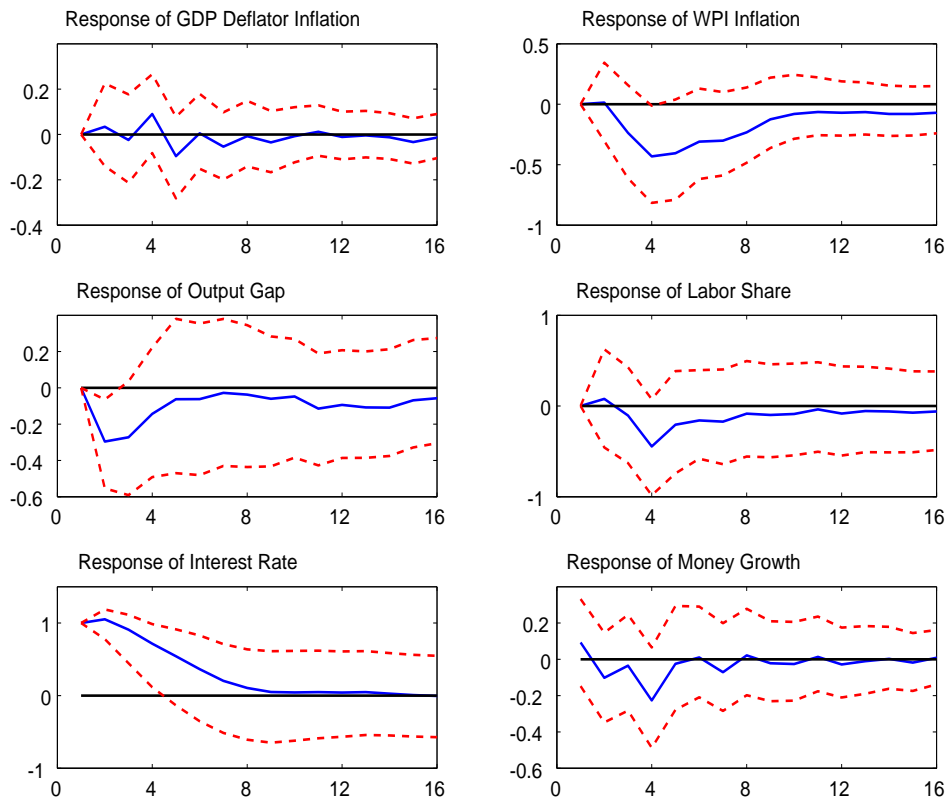 Response of GDP Deflator Inflation
0.2
0
-0.2
-0.4
0 4 8 12 16
Response of WPI Inflation
0.5
0
-0.5
-1
0 4 8 12 16
Response of Output Gap
0.2
0
-0.2
-0.4
-0.6
0 4 8 12 16
Response of Labor Share
1
0
-1
0 4 8 12 16
Response of Interest Rate
1
0
-1
0 4 8 12 16
Response of Money Growth
0.2
0
-0.2
-0.4
-0.6
0 4 8 12 16